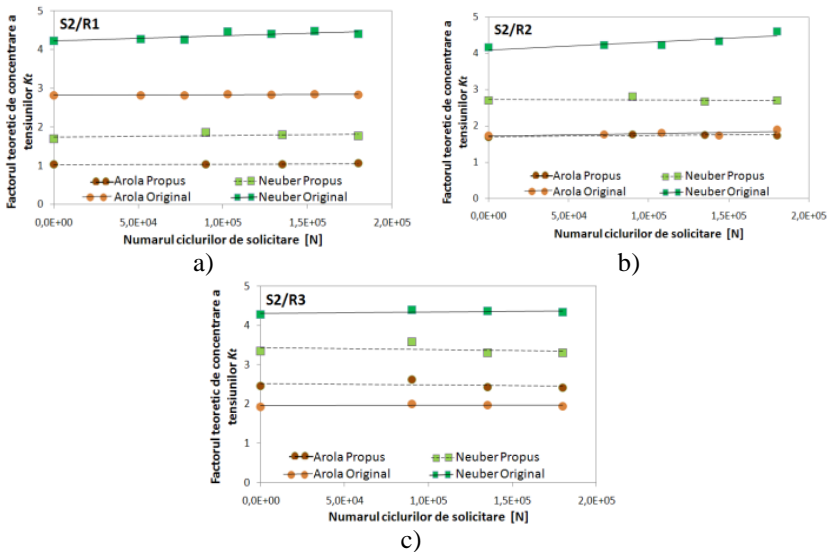 Factorul teoretic de concentrare a
tensiunilor Kt
5
4
3
2
1
0
S2/R1
Arola Propus
Neuber Propus
Arola Original
Neuber Original
0,0E+00
5,0E+04
1,0E+05
1,5E+05
2,0E+05
Numarul ciclurilor de solicitare [N]
a)
Factorul teoretic de concentrare a
tensiunilor Kt
5
4
3
2
1
0
S2/R2
Arola Propus
Neuber Propus
Arola Original
Neuber Original
0,0E+00
5,0E+04
1,0E+05
1,5E+05
2,0E+05
Numarul ciclurilor de solicitare [N]
b)
Factorul teoretic de concentrare a
tensiunilor Kt
5
4
3
2
1
0
S2/R3
Arola Propus
Neuber Propus
Arola Original
Neuber Original
0,0E+00
5,0E+04
1,0E+05
1,5E+05
2,0E+05
Numarul ciclurilor de solicitare [N]
c)